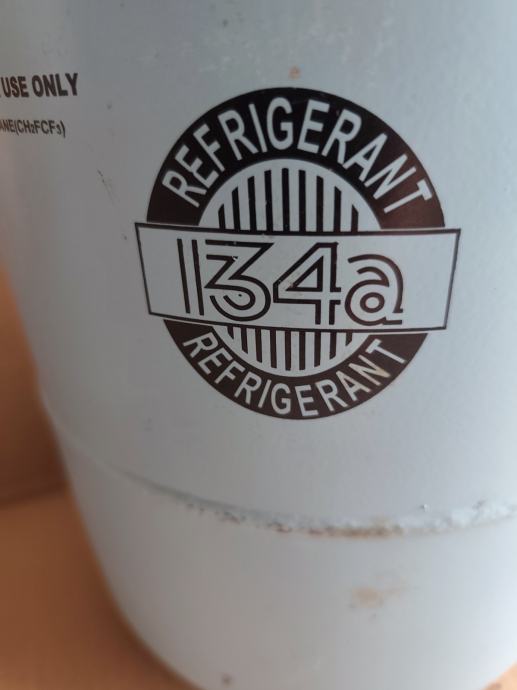 USE ONLY
ANE(CH₂FCF₃)
REFRIGERANT
134a
REFRIGERANT